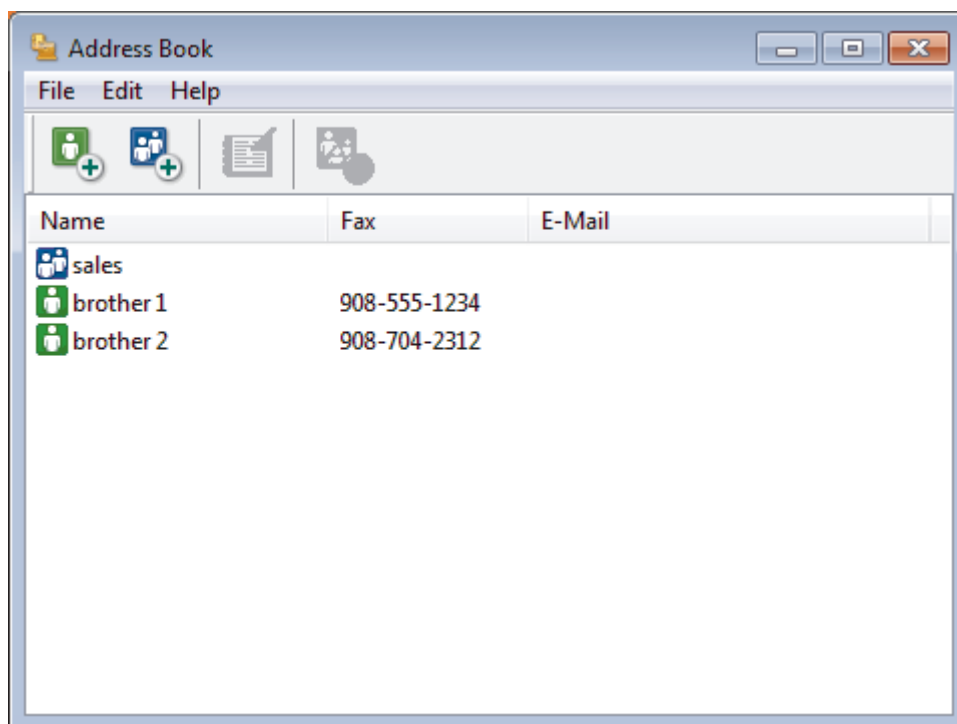 Address Book
File Edit Help
Name Fax E-Mail
sales
brother 1 908-555-1234
brother 2 908-704-2312